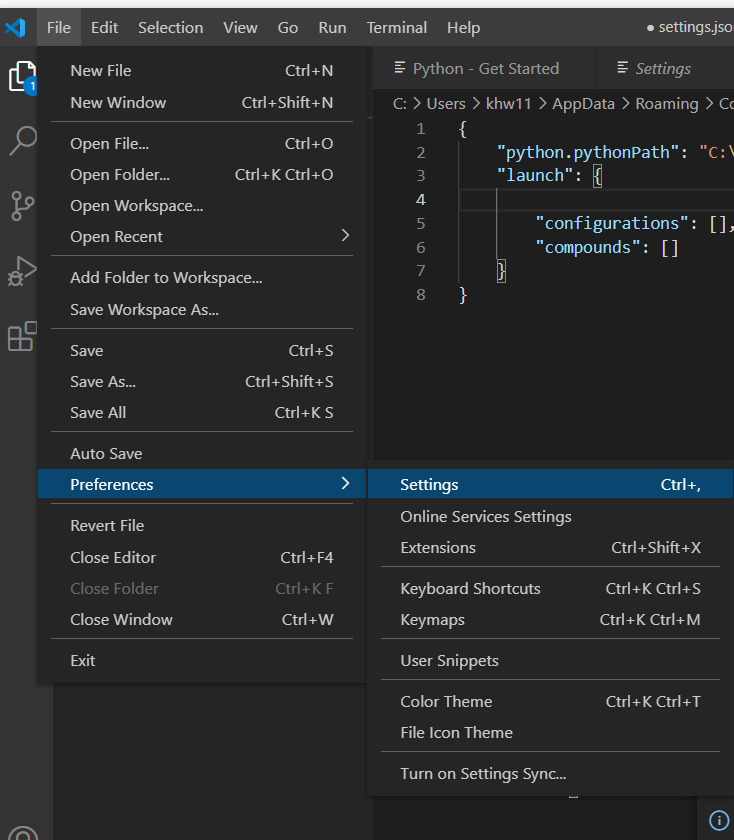 File Edit Selection View Go Run Terminal Help ● settings.jso
New File Ctrl+N
New Window Ctrl+Shift+N
Open File... Ctrl+O
Open Folder... Ctrl+K Ctrl+O
Open Workspace...
Open Recent >
Add Folder to Workspace...
Save Workspace As...
Save Ctrl+S
Save As... Ctrl+Shift+S
Save All Ctrl+K S
Auto Save
Preferences >
Revert File
Close Editor Ctrl+F4
Close Folder Ctrl+K F
Close Window Ctrl+W
Exit
1
Python - Get Started Settings
C: > Users > khw11 > AppData > Roaming > Co
1 {
2 "python.pythonPath": "C:\
3 "launch": {
4
5 "configurations": [],
6 "compounds": []
7 }
8 }
Settings Ctrl+,
Online Services Settings
Extensions Ctrl+Shift+X
Keyboard Shortcuts Ctrl+K Ctrl+S
Keymaps Ctrl+K Ctrl+M
User Snippets
Color Theme Ctrl+K Ctrl+T
File Icon Theme
Turn on Settings Sync...